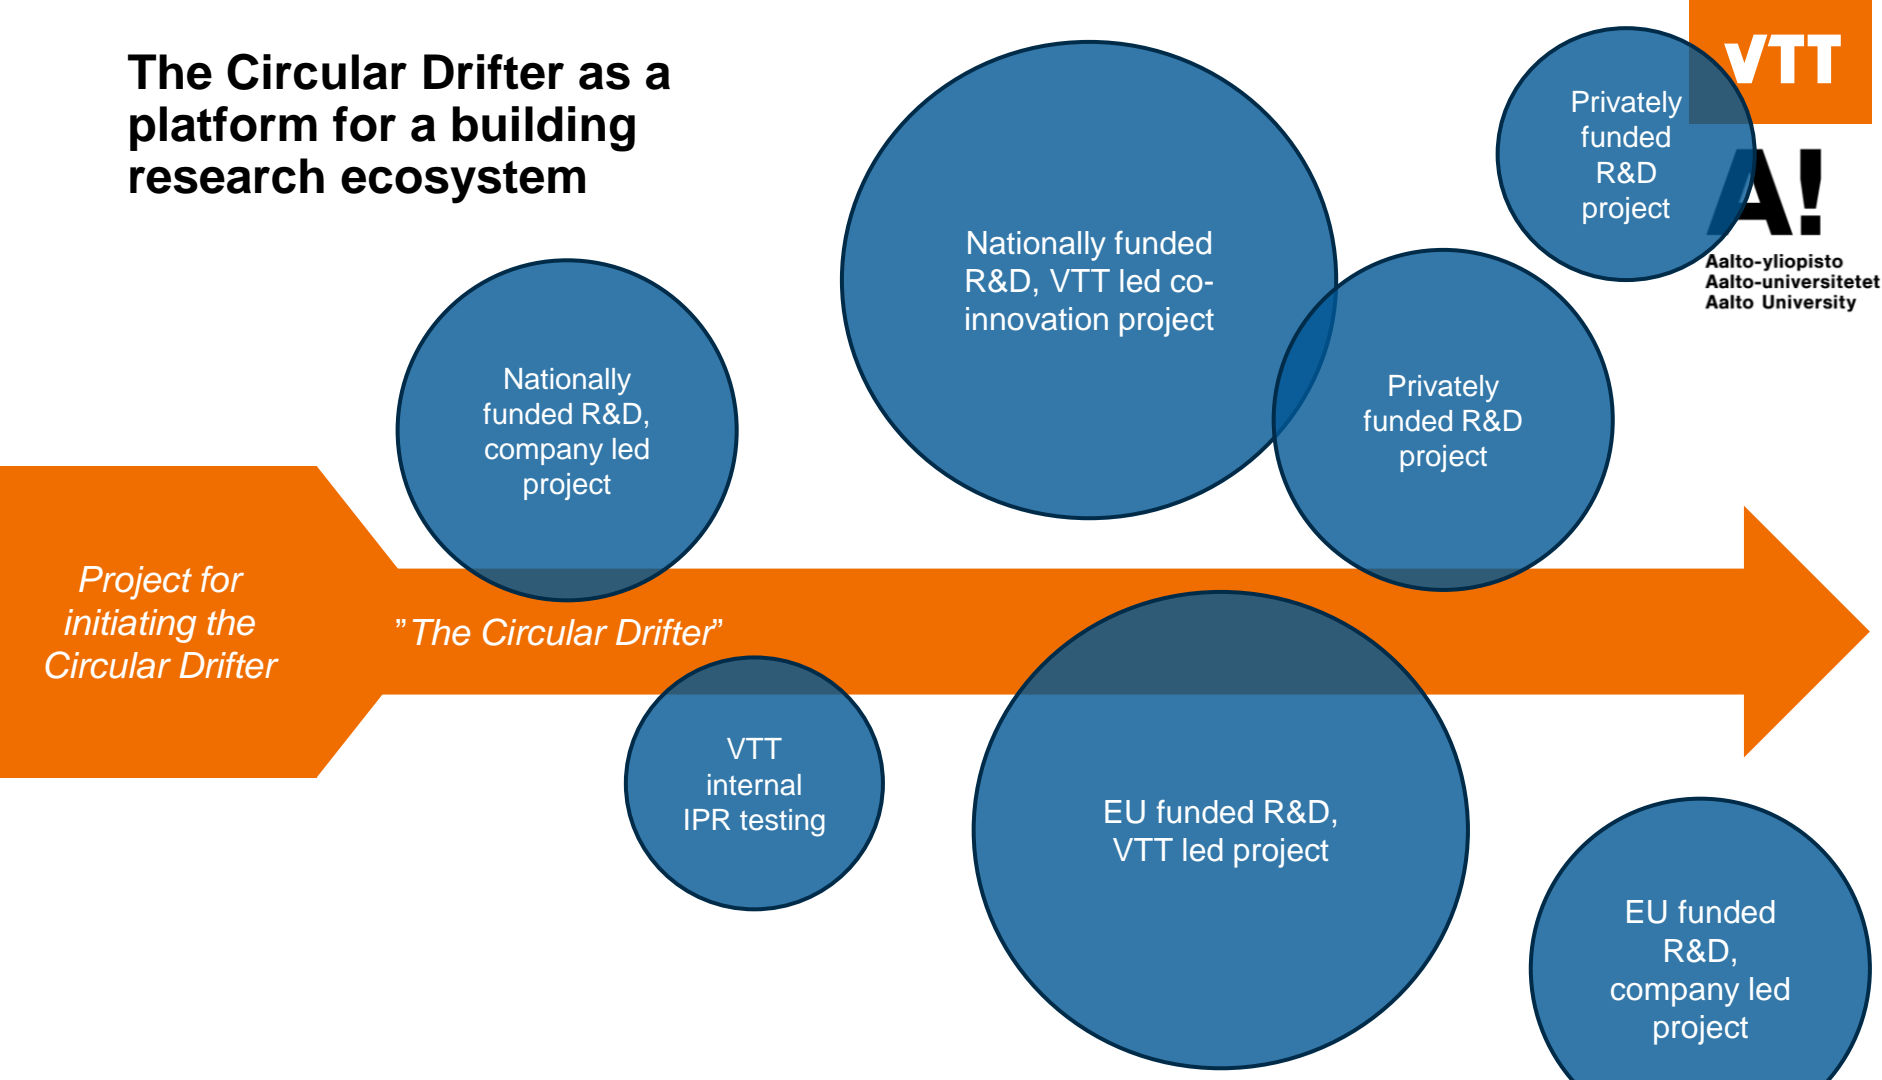 The Circular Drifter as a
platform for a building
research ecosystem
VTT
Privately
funded
R&D
project
A!
Aalto-yliopisto
Aalto-universitetet
Aalto University
Nationally funded
R&D, VTT led co-
innovation project
Nationally
funded R&D,
company led
project
Privately
funded R&D
project
Project for
initiating the
Circular Drifter
”The Circular Drifter”
VTT
internal
IPR testing
EU funded R&D,
VTT led project
EU funded
R&D,
company led
project